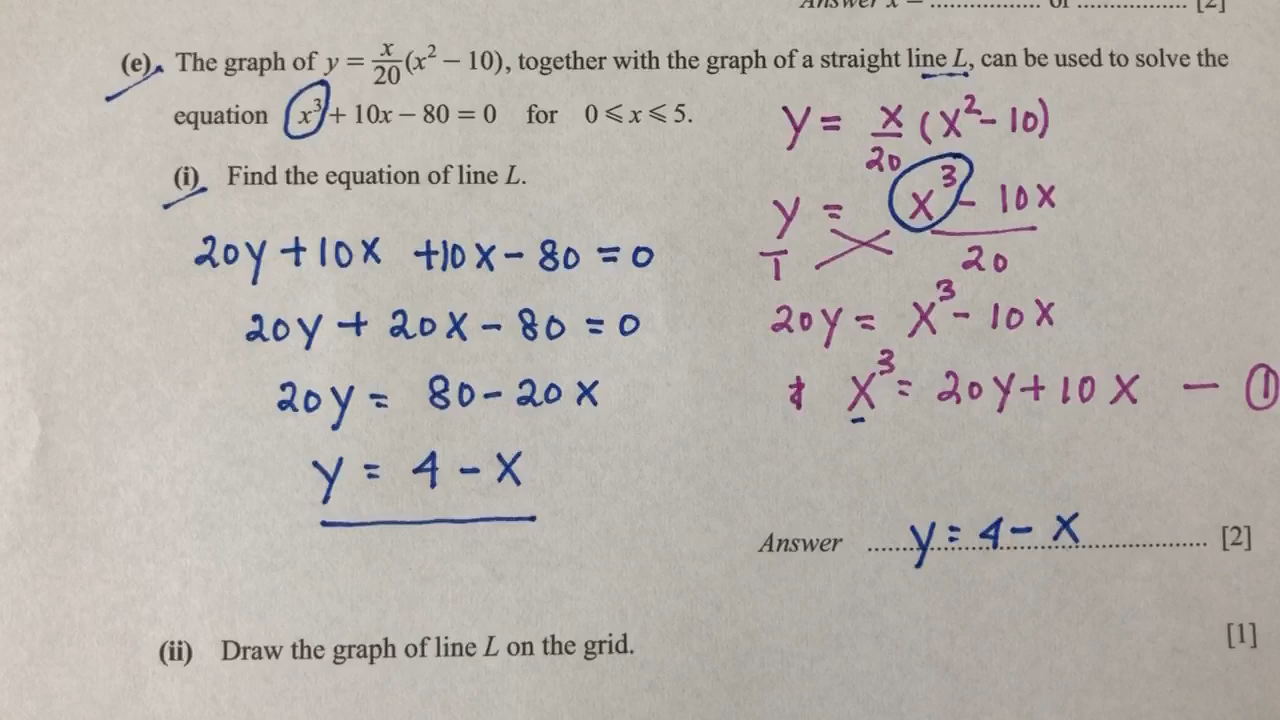 Answer x = .................... or .................... [2]
(e) The graph of y = x/20 (x² − 10), together with the graph of a straight line L, can be used to solve the
equation x³ + 10x − 80 = 0 for 0 ⩽ x ⩽ 5.
y = x/20 (x² − 10)
(i) Find the equation of line L.
y/1 = x³ − 10x / 20
20y + 10x + 10x − 80 = 0
20y + 20x − 80 = 0
20y = x³ − 10x
20y = 80 − 20x
x³ = 20y + 10x — ①
y = 4 − x
Answer ....... y = 4 − x ....................... [2]
(ii) Draw the graph of line L on the grid. [1]